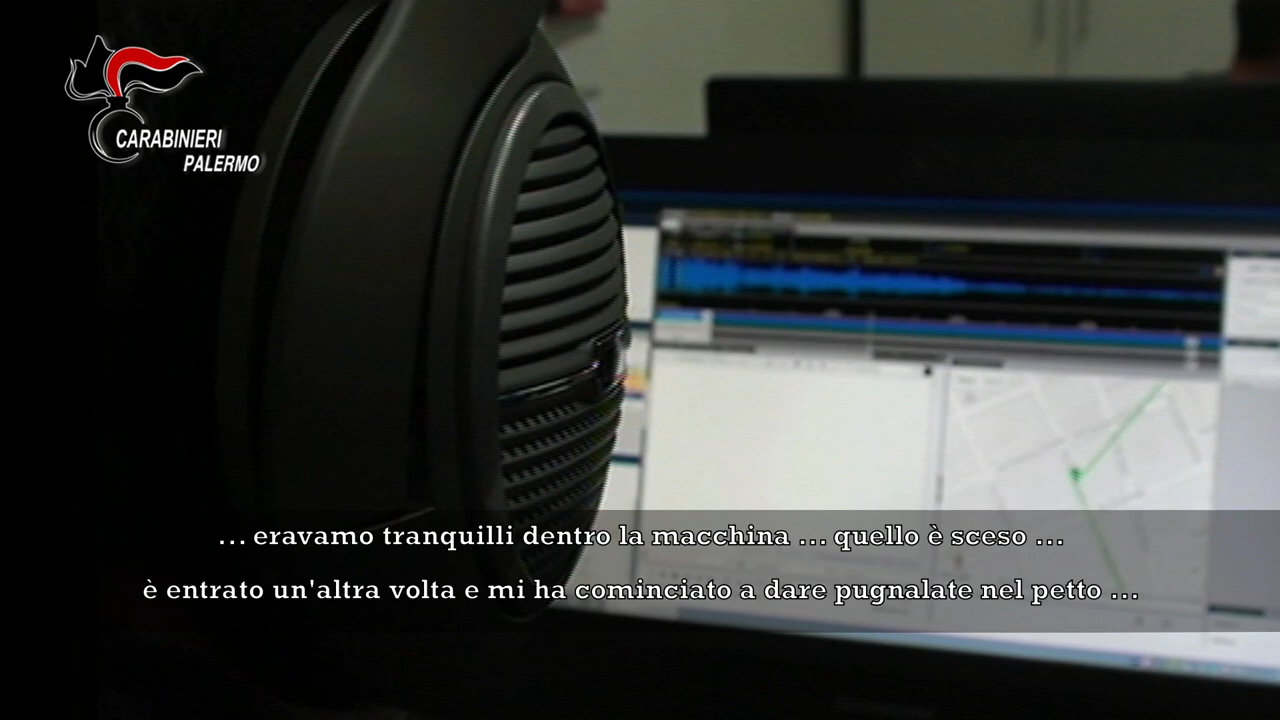 CARABINIERI
PALERMO
... eravamo tranquilli dentro la macchina ... quello è sceso ...
è entrato un'altra volta e mi ha cominciato a dare pugnalate nel petto ...